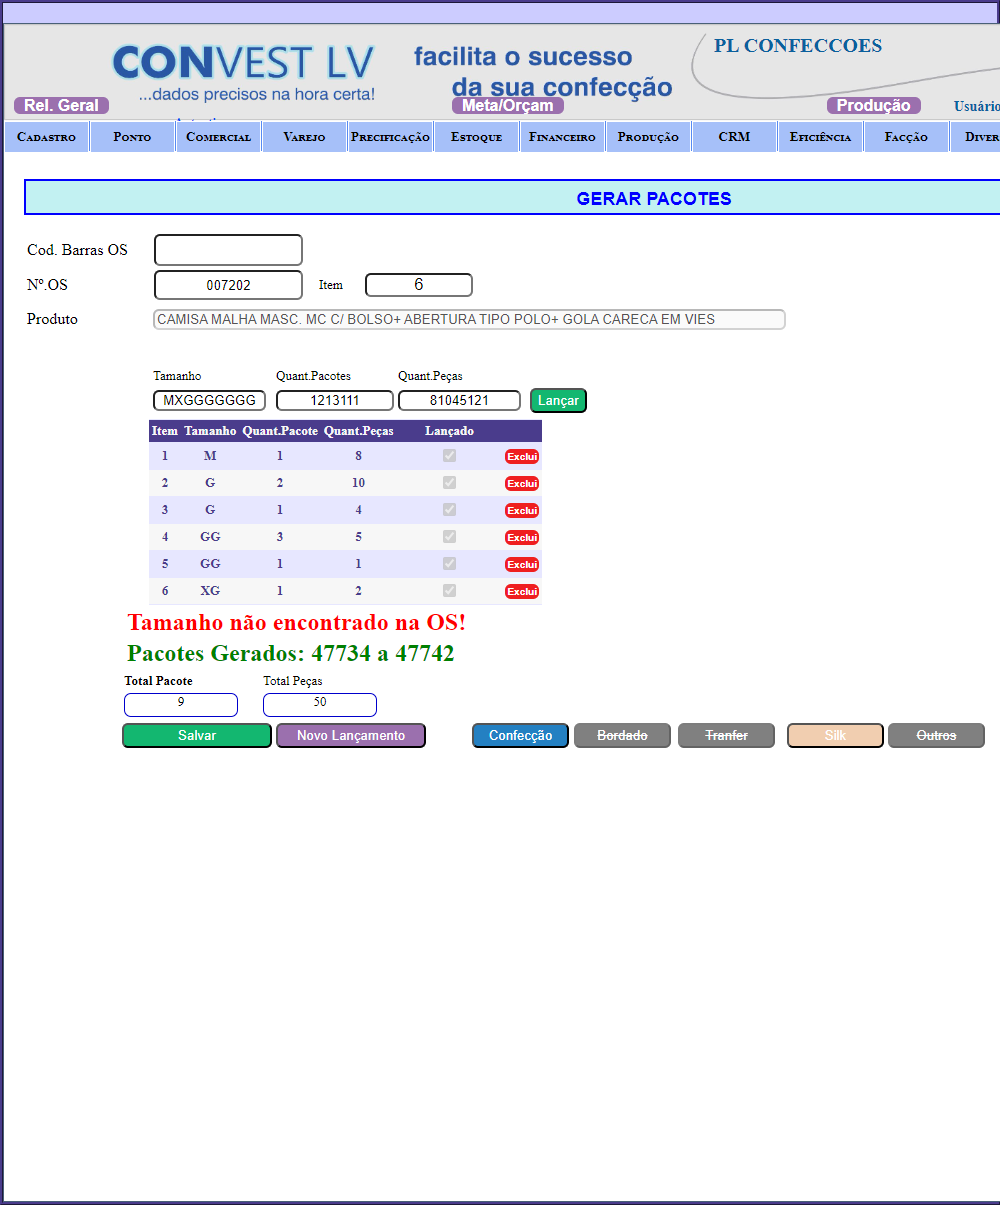 CONVEST LV
...dados precisos na hora certa!
facilita o sucesso
da sua confecção
PL CONFECCOES
Rel. Geral
Meta/Orçam
Produção
Usuário
Cadastro Ponto Comercial Varejo Precificação Estoque Financeiro Produção CRM Eficiência Facção Diver
GERAR PACOTES
Cod. Barras OS
Nº.OS 007202 Item 6
Produto CAMISA MALHA MASC. MC C/ BOLSO+ ABERTURA TIPO POLO+ GOLA CARECA EM VIES
Tamanho Quant.Pacotes Quant.Peças
MXGGGGGGG 1213111 81045121 Lançar
Item Tamanho Quant.Pacote Quant.Peças Lançado
1 M 1 8 Exclui
2 G 2 10 Exclui
3 G 1 4 Exclui
4 GG 3 5 Exclui
5 GG 1 1 Exclui
6 XG 1 2 Exclui
Tamanho não encontrado na OS!
Pacotes Gerados: 47734 a 47742
Total Pacote Total Peças
9 50
Salvar Novo Lançamento Confecção Bordado Tranfer Silk Outros